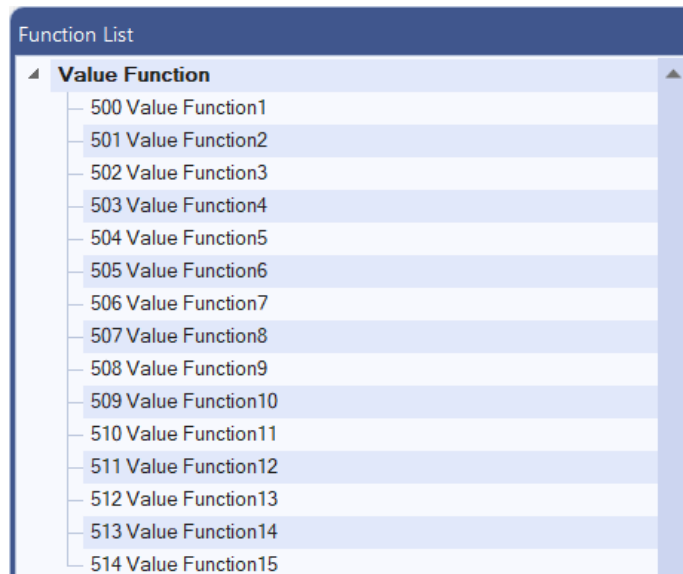 Function List
Value Function
500 Value Function1
501 Value Function2
502 Value Function3
503 Value Function4
504 Value Function5
505 Value Function6
506 Value Function7
507 Value Function8
508 Value Function9
509 Value Function10
510 Value Function11
511 Value Function12
512 Value Function13
513 Value Function14
514 Value Function15